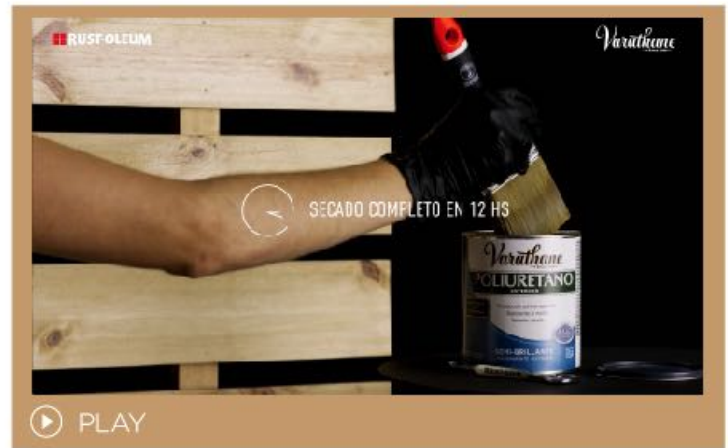 RUST-OLEUM
Varathane
SECADO COMPLETO EN 12 HS
Varathane
POLIURETANO
SEMI-BRILLANTE
PLAY